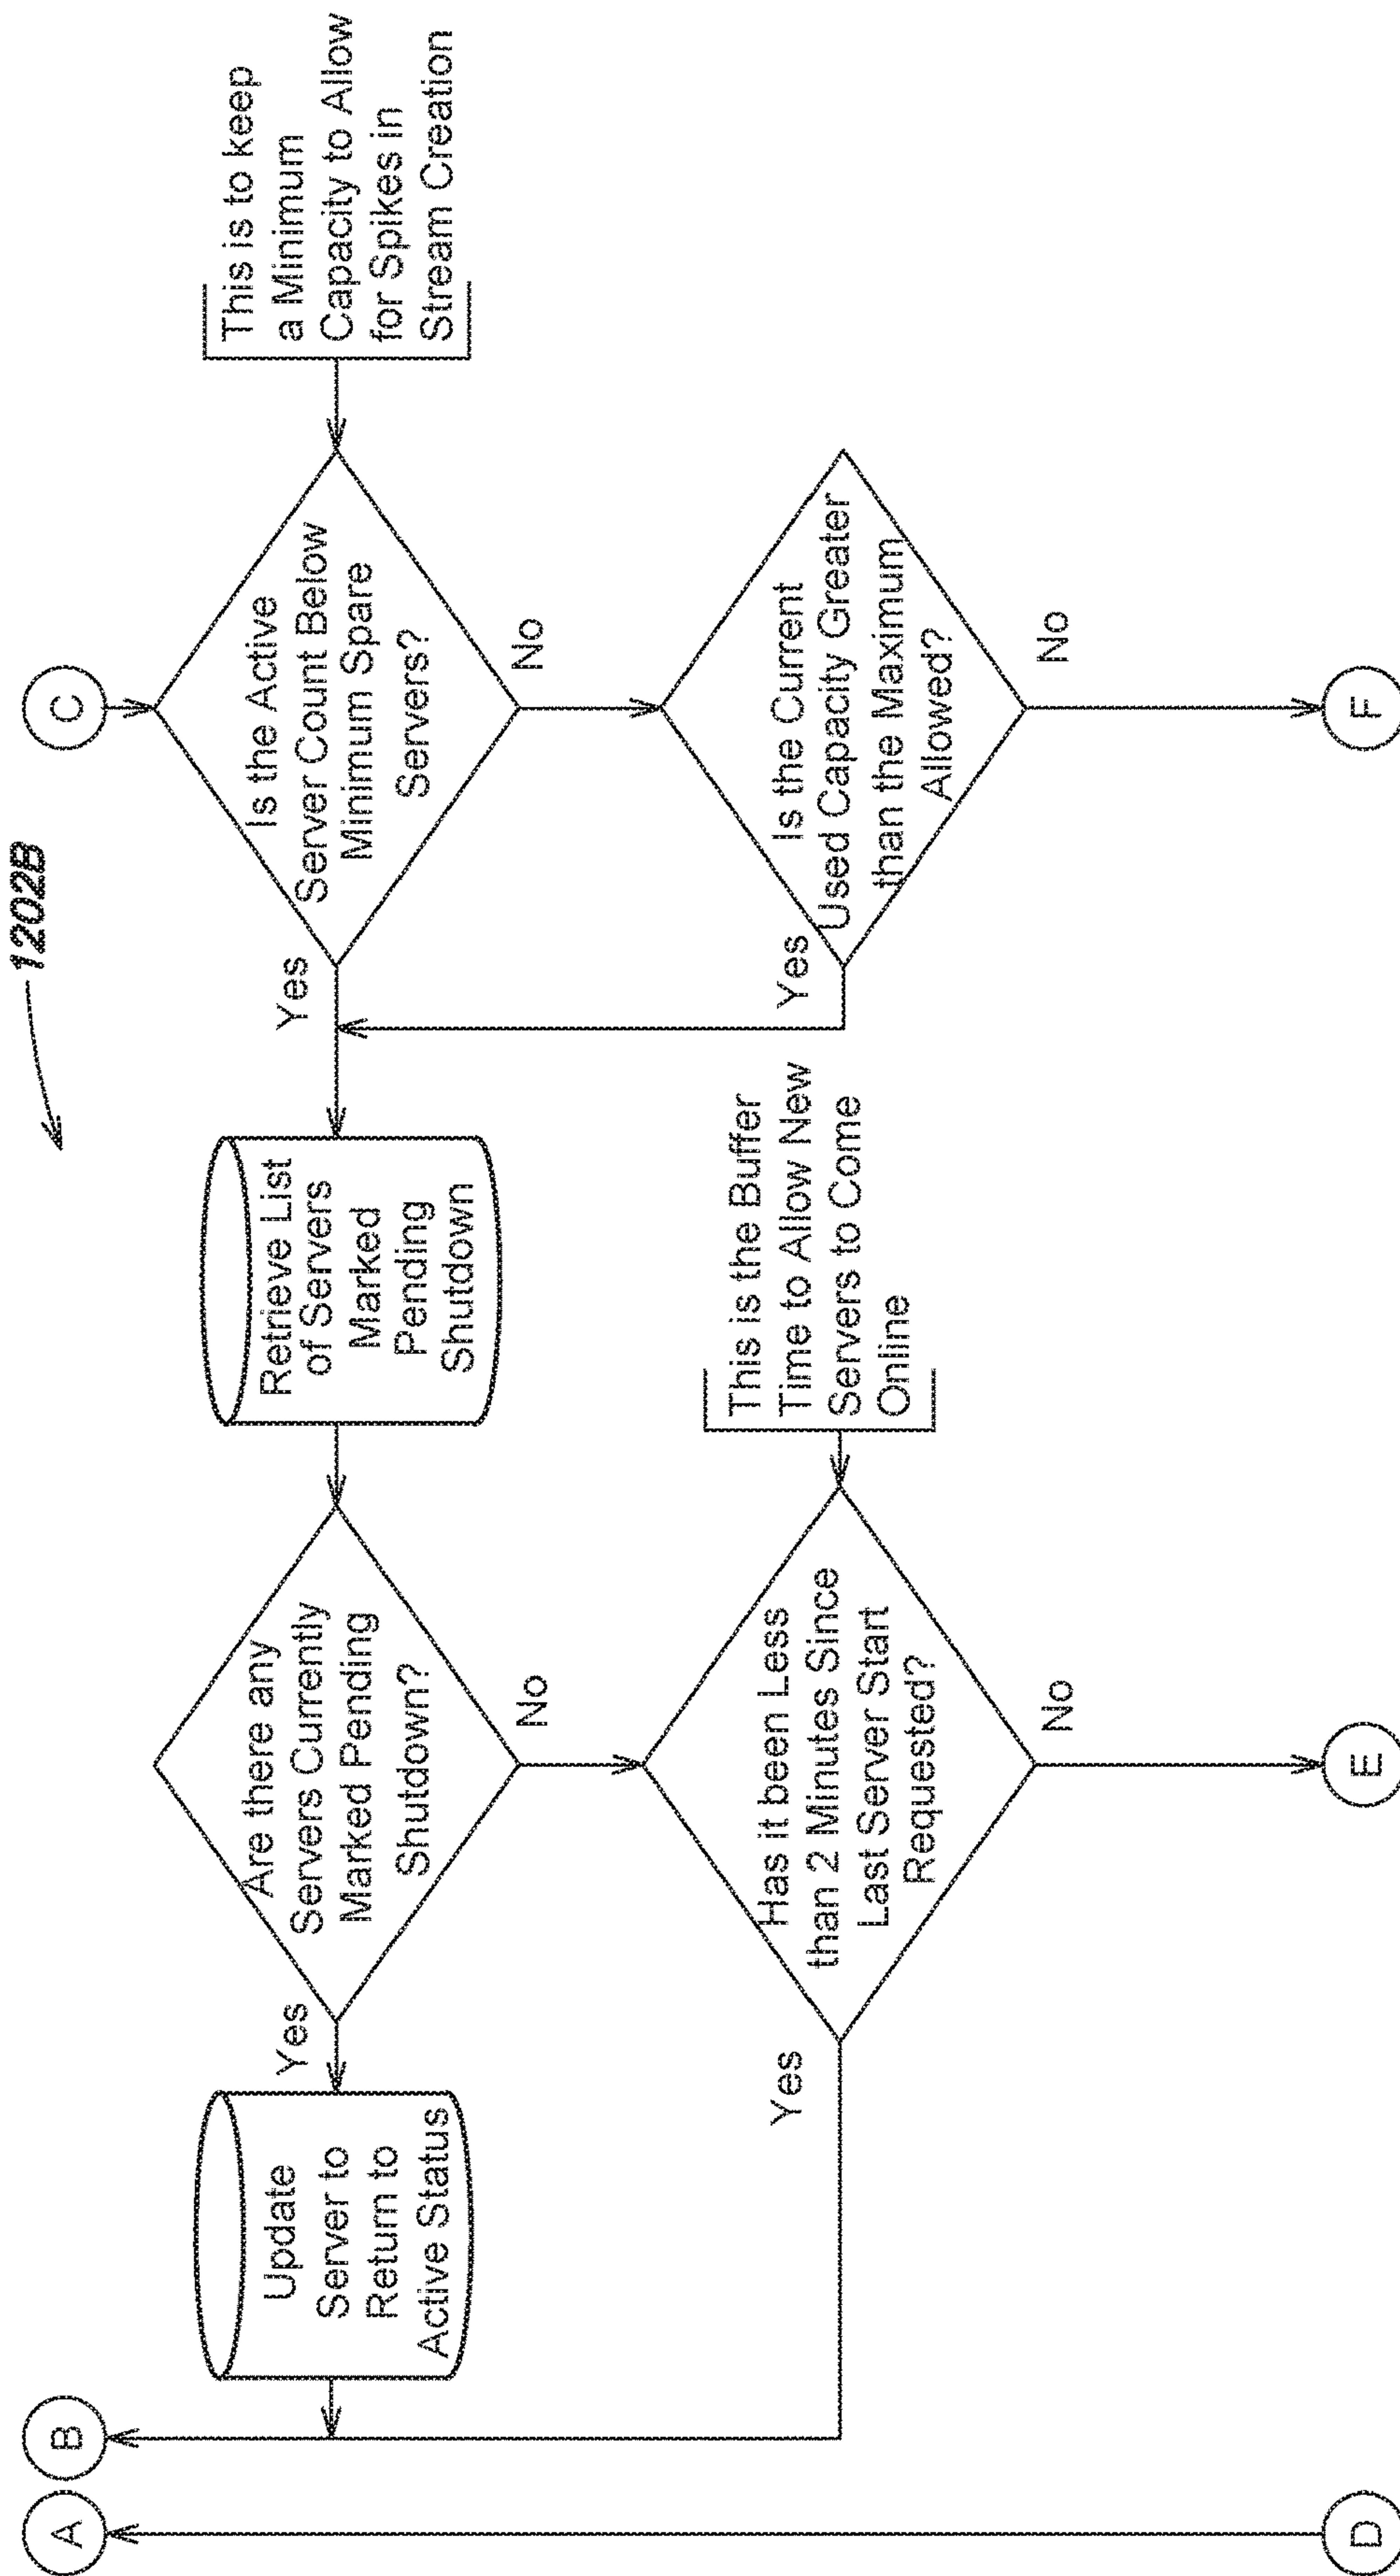 1202B
A
B
C
Update
Server to
Return to
Active Status
Yes
Are there any
Servers Currently
Marked Pending
Shutdown?
No
Retrieve List
of Servers
Marked
Pending
Shutdown
Yes
Is the Active
Server Count Below
Minimum Spare
Servers?
No
This is to keep
a Minimum
Capacity to Allow
for Spikes in
Stream Creation
Yes
Has it been Less
than 2 Minutes Since
Last Server Start
Requested?
No
This is the Buffer
Time to Allow New
Servers to Come
Online
Yes
Is the Current
Used Capacity Greater
than the Maximum
Allowed?
No
D
E
F